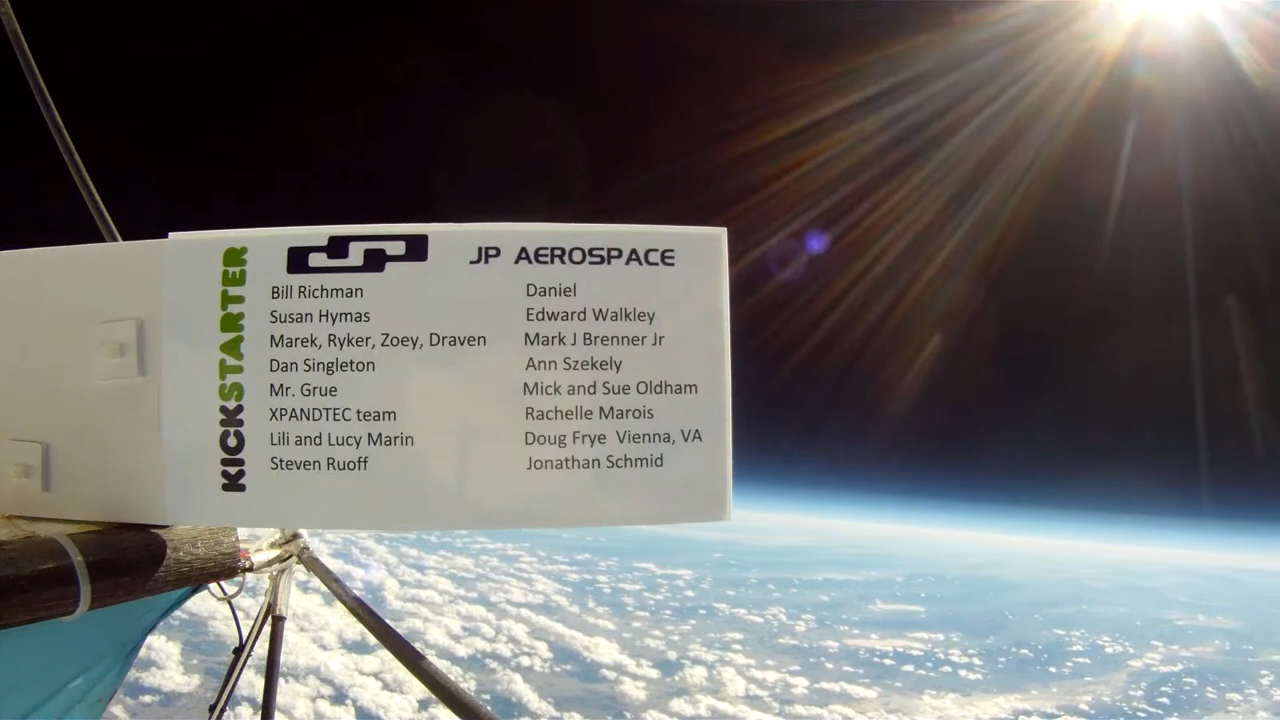 KICKSTARTER
JP AEROSPACE
Bill Richman
Susan Hymas
Marek, Ryker, Zoey, Draven
Dan Singleton
Mr. Grue
XPANDTEC team
Lili and Lucy Marin
Steven Ruoff
Daniel
Edward Walkley
Mark J Brenner Jr
Ann Szekely
Mick and Sue Oldham
Rachelle Marois
Doug Frye  Vienna, VA
Jonathan Schmid